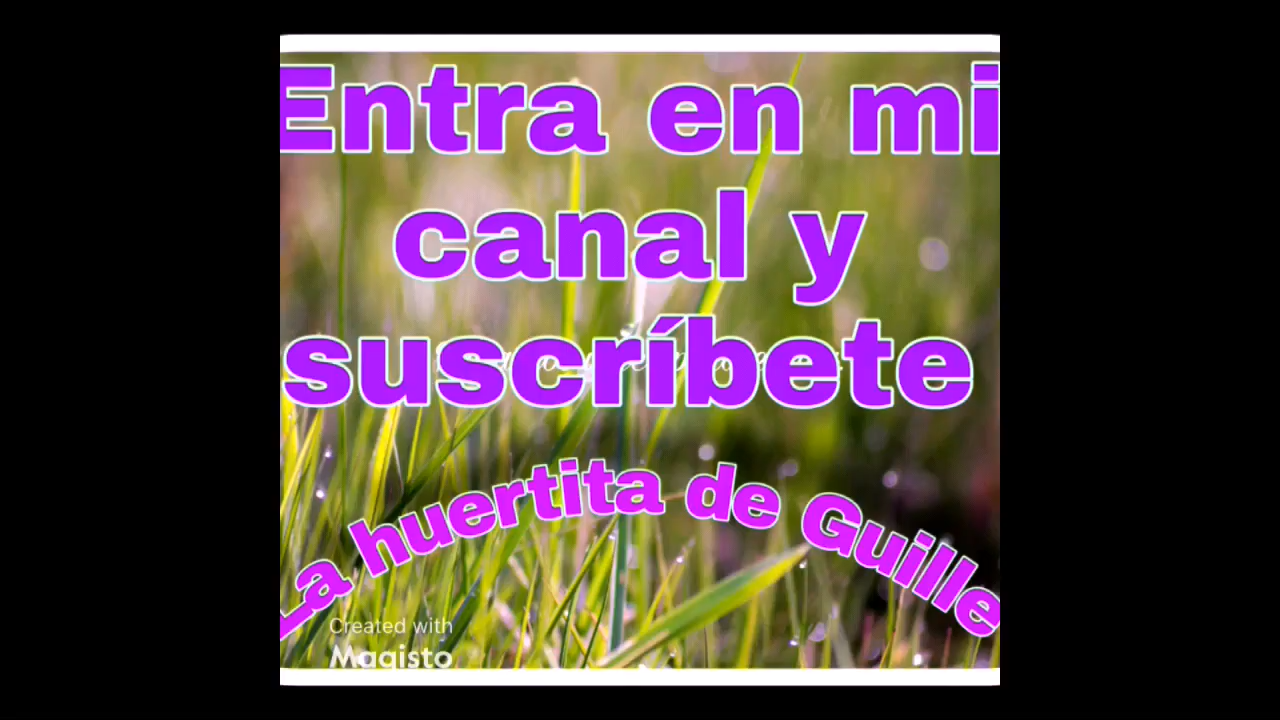 Entra en mi
canal y
suscríbete
La huertita de Guille
Created with
Magisto